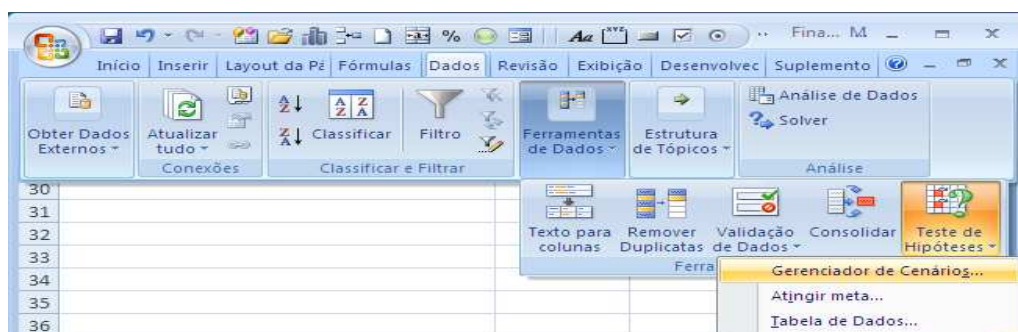 Fina... M
Início Inserir Layout da Pá Fórmulas Dados Revisão Exibição Desenvolvec Suplemento
Obter Dados Externos
Atualizar tudo
Classificar
Filtro
Ferramentas de Dados
Estrutura de Tópicos
Análise de Dados
Solver
Conexões
Classificar e Filtrar
Análise
30
31
32
33
34
35
36
Texto para colunas
Remover Duplicatas
Validação de Dados
Consolidar
Teste de Hipóteses
Ferra
Gerenciador de Cenários...
Atingir meta...
Tabela de Dados...